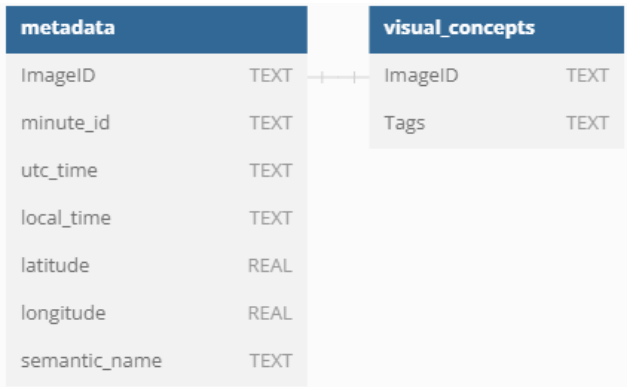 metadata
ImageID TEXT
minute_id TEXT
utc_time TEXT
local_time TEXT
latitude REAL
longitude REAL
semantic_name TEXT
visual_concepts
ImageID TEXT
Tags TEXT